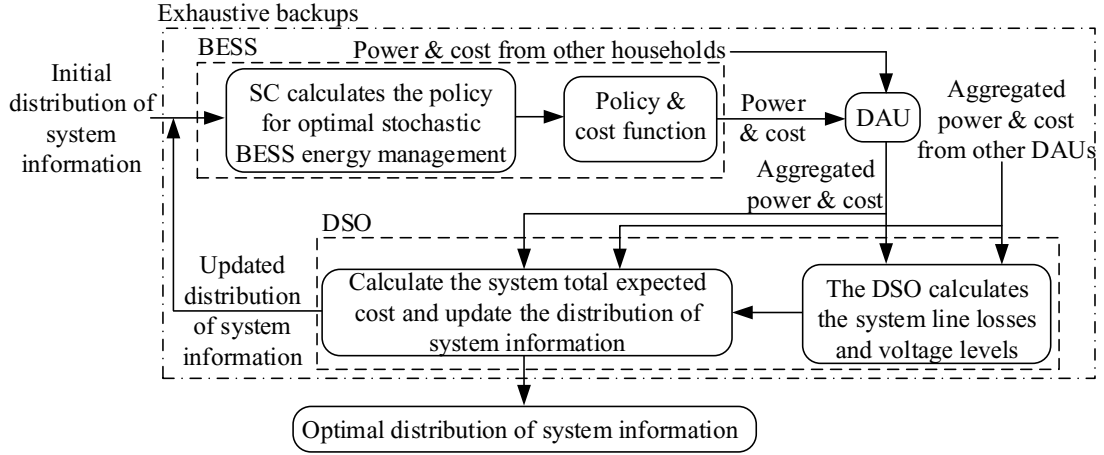 Exhaustive backups
BESS
Power & cost from other households
Initial
distribution of
system
information
SC calculates the policy
for optimal stochastic
BESS energy management
Policy &
cost function
Power
& cost
DAU
Aggregated
power & cost
from other DAUs
Aggregated
power & cost
DSO
Updated
distribution
of system
information
Calculate the system total expected
cost and update the distribution of
system information
The DSO calculates
the system line losses
and voltage levels
Optimal distribution of system information